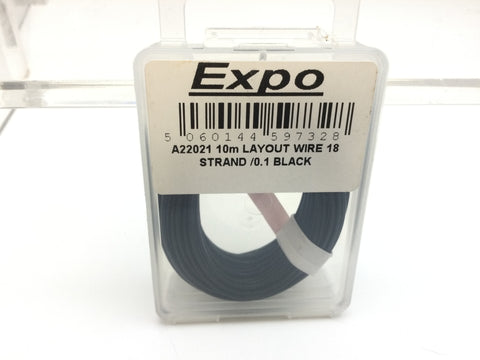 Expo
5 060144 597328
A22021 10m LAYOUT WIRE 18
STRAND /0.1 BLACK